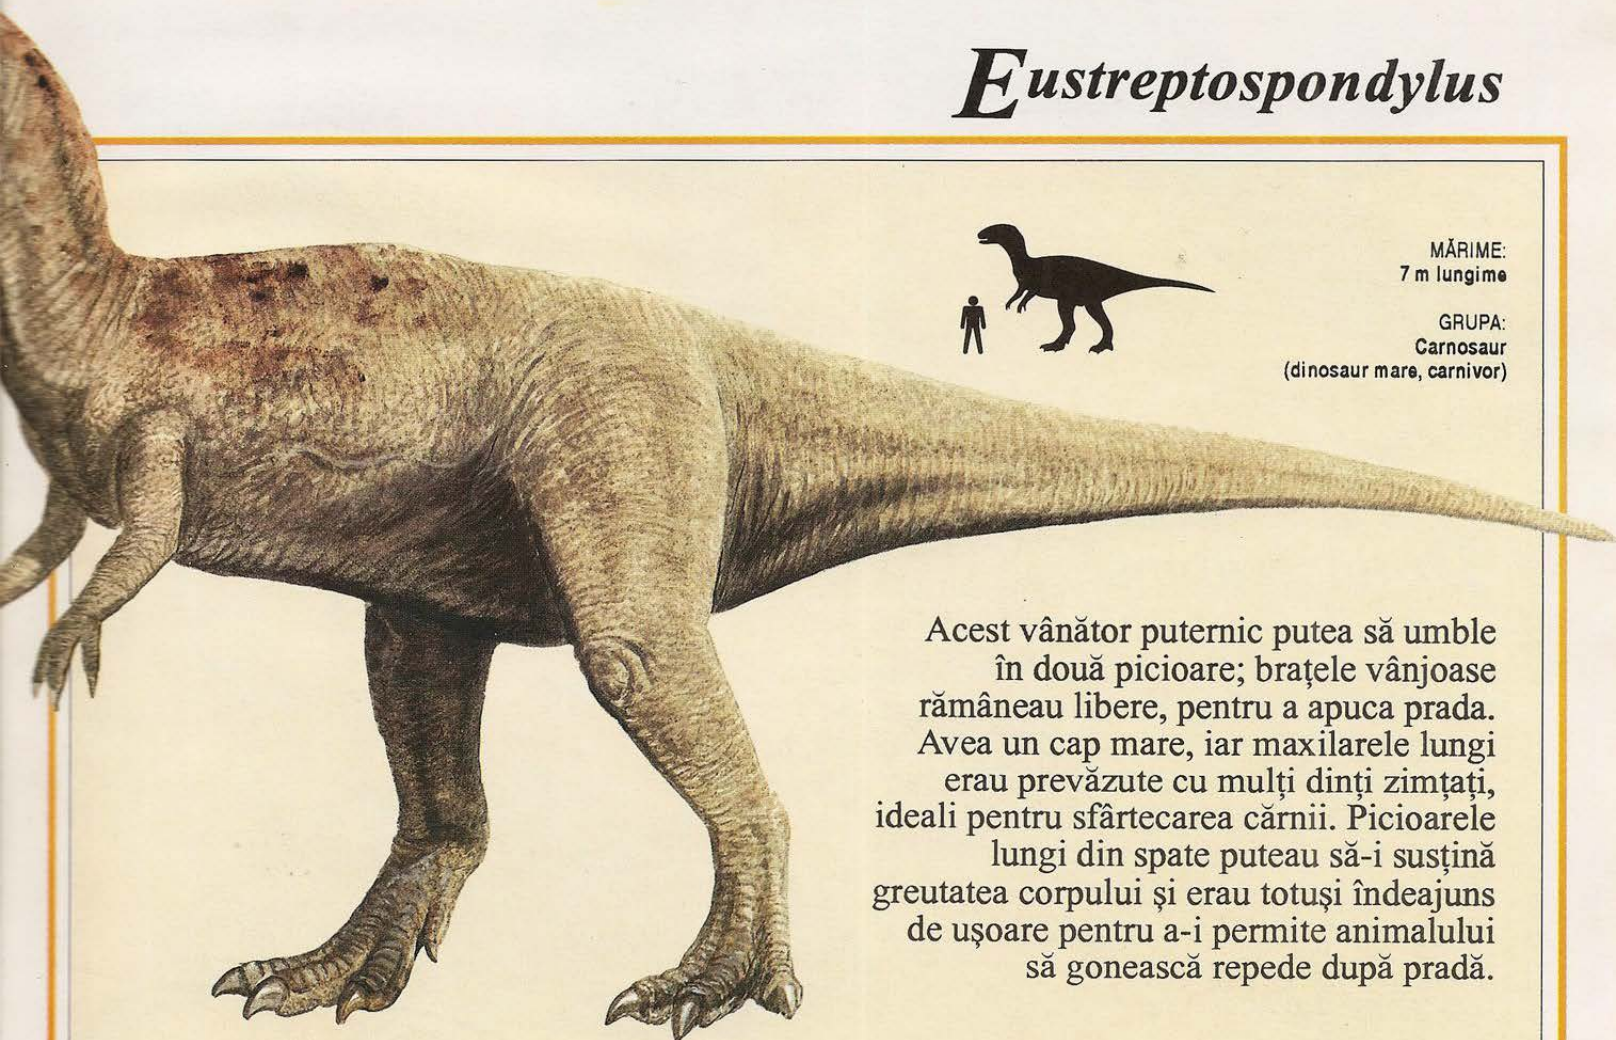 Eustreptospondylus
MĂRIME:
7 m lungime
GRUPA:
Carnosaur
(dinosaur mare, carnivor)
Acest vânător puternic putea să umble
în două picioare; brațele vânjoase
rămâneau libere, pentru a apuca prada.
Avea un cap mare, iar maxilarele lungi
erau prevăzute cu mulți dinți zimțați,
ideali pentru sfârtecarea cărnii. Picioarele
lungi din spate puteau să-i susțină
greutatea corpului și erau totuși îndeajuns
de ușoare pentru a-i permite animalului
să gonească repede după pradă.